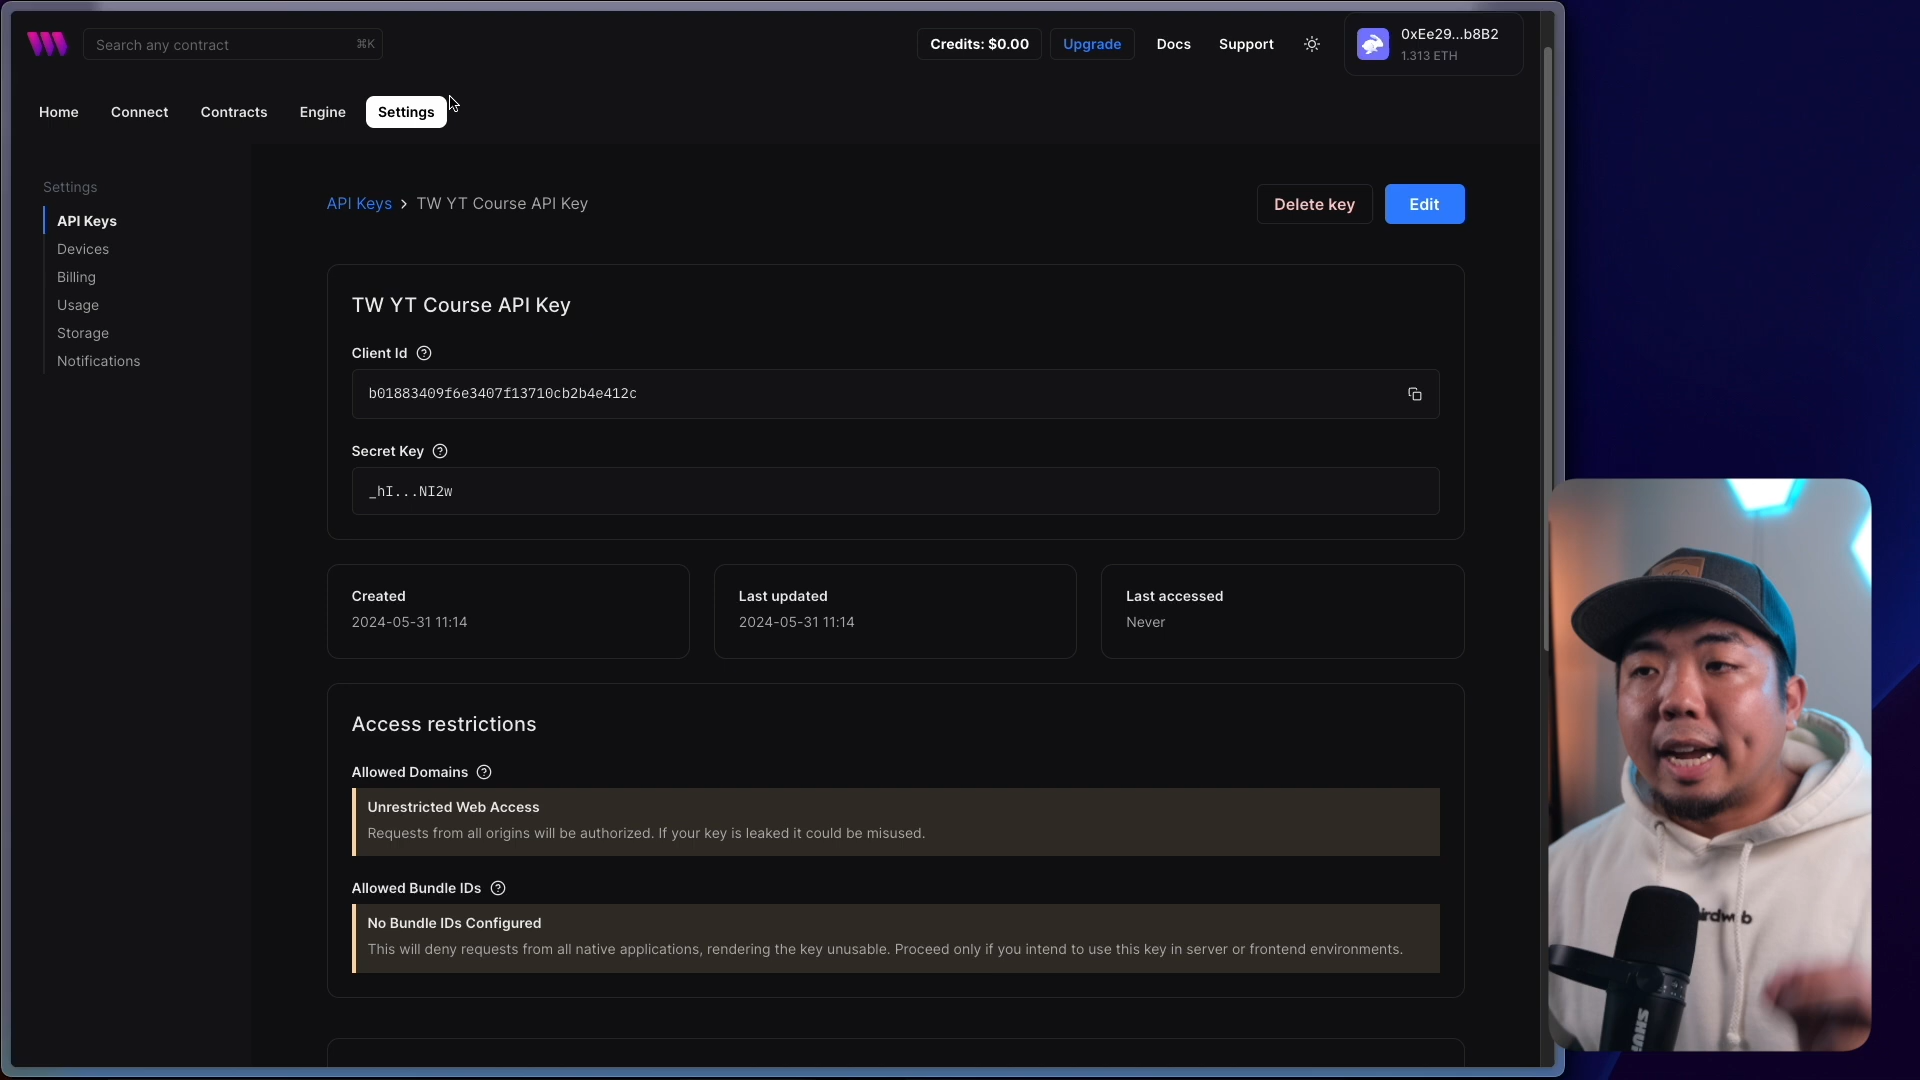 Search any contract
⌘K
Credits: $0.00
Upgrade
Docs
Support
0xEe29...b8B2
1.313 ETH
Home
Connect
Contracts
Engine
Settings
Settings
API Keys
Devices
Billing
Usage
Storage
Notifications
API Keys > TW YT Course API Key
Delete key
Edit
TW YT Course API Key
Client Id
b01883409f6e3407f13710cb2b4e412c
Secret Key
_hI...NI2w
Created
2024-05-31 11:14
Last updated
2024-05-31 11:14
Last accessed
Never
Access restrictions
Allowed Domains
Unrestricted Web Access
Requests from all origins will be authorized. If your key is leaked it could be misused.
Allowed Bundle IDs
No Bundle IDs Configured
This will deny requests from all native applications, rendering the key unusable. Proceed only if you intend to use this key in server or frontend environments.